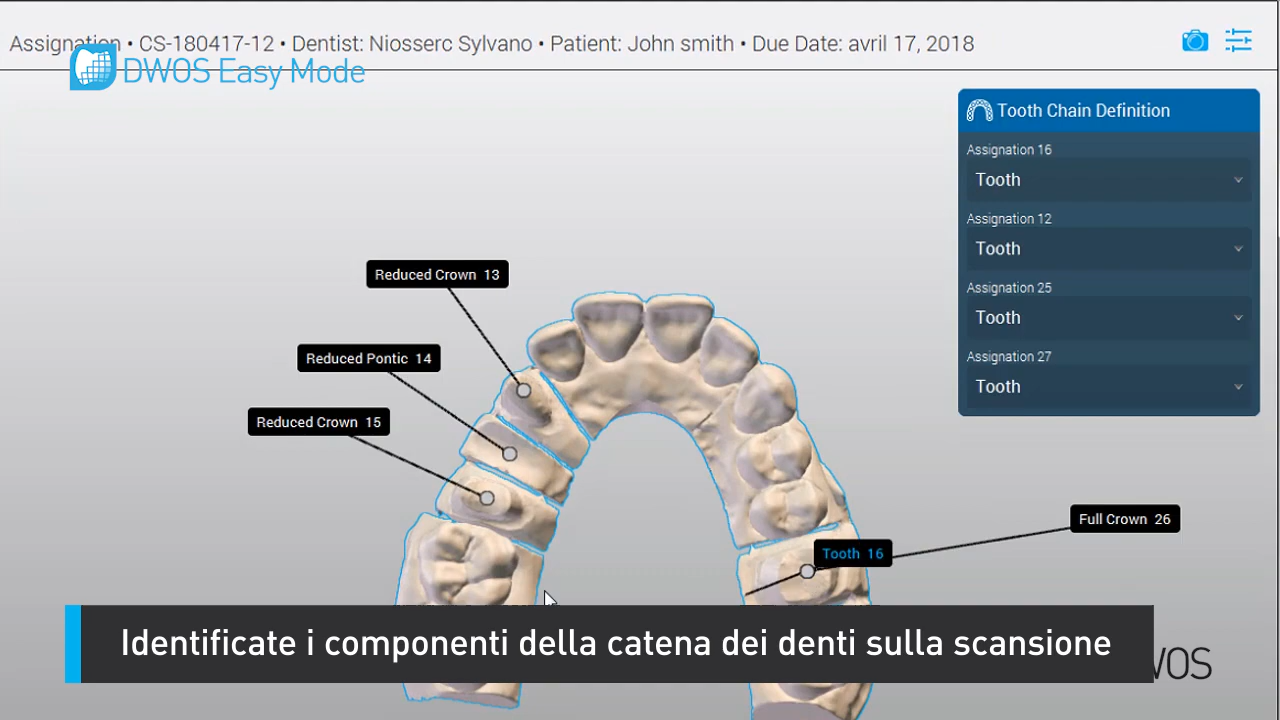 Assignation • CS-180417-12 • Dentist: Niosserc Sylvano • Patient: John smith • Due Date: avril 17, 2018
DWOS Easy Mode
Tooth Chain Definition
Assignation 16
Tooth
Assignation 12
Tooth
Assignation 25
Tooth
Assignation 27
Tooth
Reduced Crown 13
Reduced Pontic 14
Reduced Crown 15
Full Crown 26
Tooth 16
Identificate i componenti della catena dei denti sulla scansione